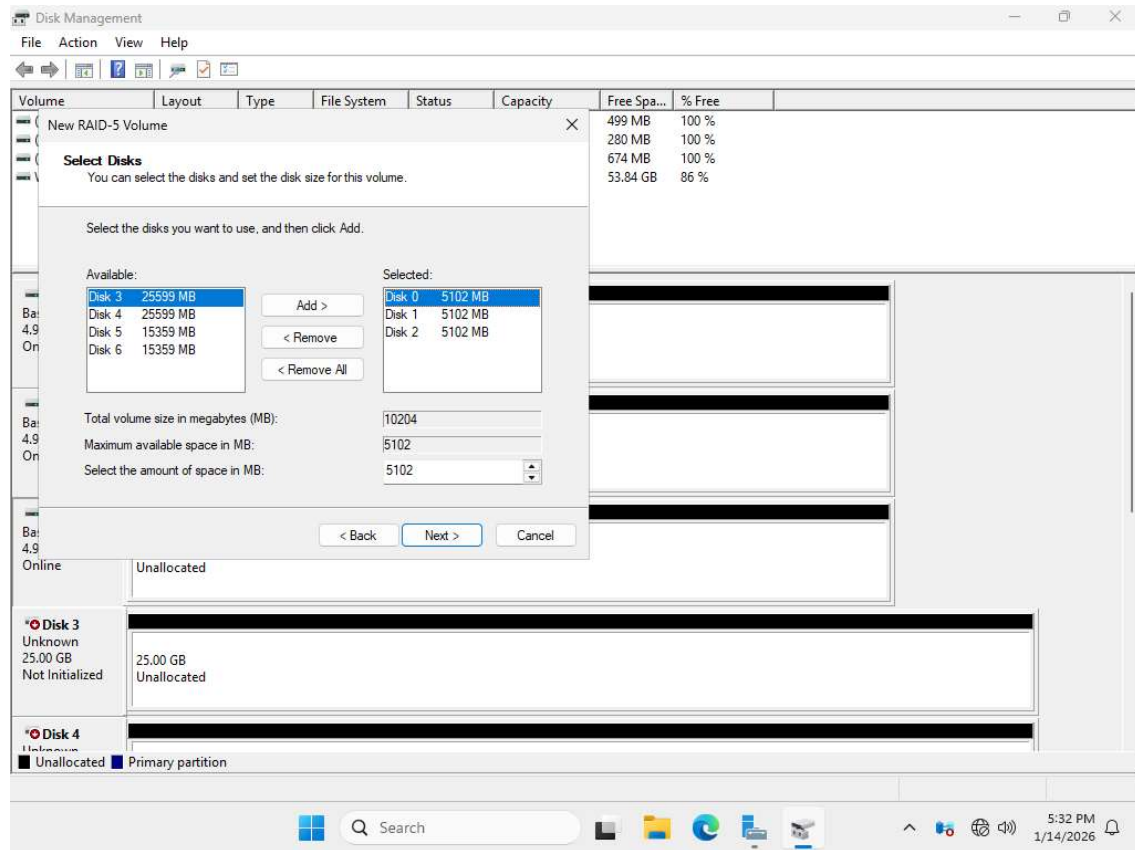 Disk Management
File Action View Help
Volume Layout Type File System Status Capacity Free Spa... % Free
499 MB 100 %
280 MB 100 %
674 MB 100 %
53.84 GB 86 %
New RAID-5 Volume
Select Disks
You can select the disks and set the disk size for this volume.
Select the disks you want to use, and then click Add.
Available:
Disk 3 25599 MB
Disk 4 25599 MB
Disk 5 15359 MB
Disk 6 15359 MB
Add >
< Remove
< Remove All
Selected:
Disk 0 5102 MB
Disk 1 5102 MB
Disk 2 5102 MB
Total volume size in megabytes (MB): 10204
Maximum available space in MB: 5102
Select the amount of space in MB: 5102
< Back Next > Cancel
Online
Unallocated
Disk 3
Unknown
25.00 GB
Not Initialized
25.00 GB
Unallocated
Disk 4
Unallocated Primary partition
Search
5:32 PM
1/14/2026